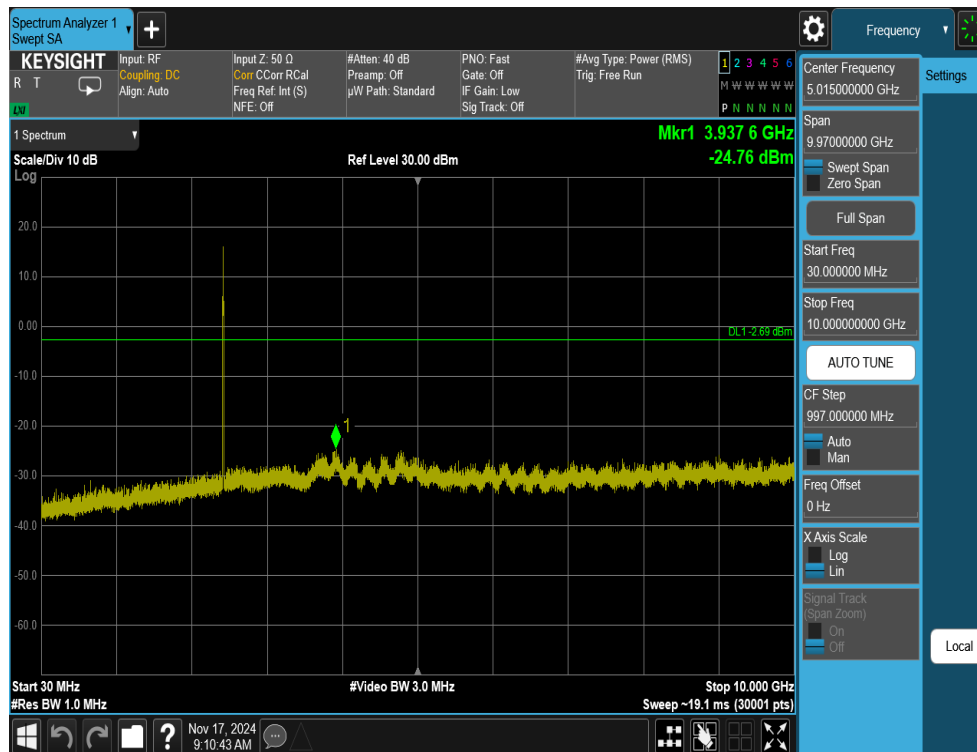 Spectrum Analyzer 1
Swept SA
+
Frequency
KEYSIGHT
R T
LXI
Input: RF
Coupling: DC
Align: Auto
Input Z: 50 Ω
Corr CCorr RCal
Freq Ref: Int (S)
NFE: Off
#Atten: 40 dB
Preamp: Off
µW Path: Standard
PNO: Fast
Gate: Off
IF Gain: Low
Sig Track: Off
#Avg Type: Power (RMS)
Trig: Free Run
1 2 3 4 5 6
M W W W W W
P N N N N N
1 Spectrum
Scale/Div 10 dB
Log
Ref Level 30.00 dBm
Mkr1 3.937 6 GHz
-24.76 dBm
20.0
10.0
0.00
DL1 -2.69 dBm
-10.0
-20.0
1
-30.0
-40.0
-50.0
-60.0
Start 30 MHz
#Res BW 1.0 MHz
#Video BW 3.0 MHz
Stop 10.000 GHz
Sweep ~19.1 ms (30001 pts)
Center Frequency
5.015000000 GHz
Settings
Span
9.97000000 GHz
Swept Span
Zero Span
Full Span
Start Freq
30.000000 MHz
Stop Freq
10.000000000 GHz
AUTO TUNE
CF Step
997.000000 MHz
Auto
Man
Freq Offset
0 Hz
X Axis Scale
Log
Lin
Signal Track
(Span Zoom)
On
Off
Local
?
Nov 17, 2024
9:10:43 AM